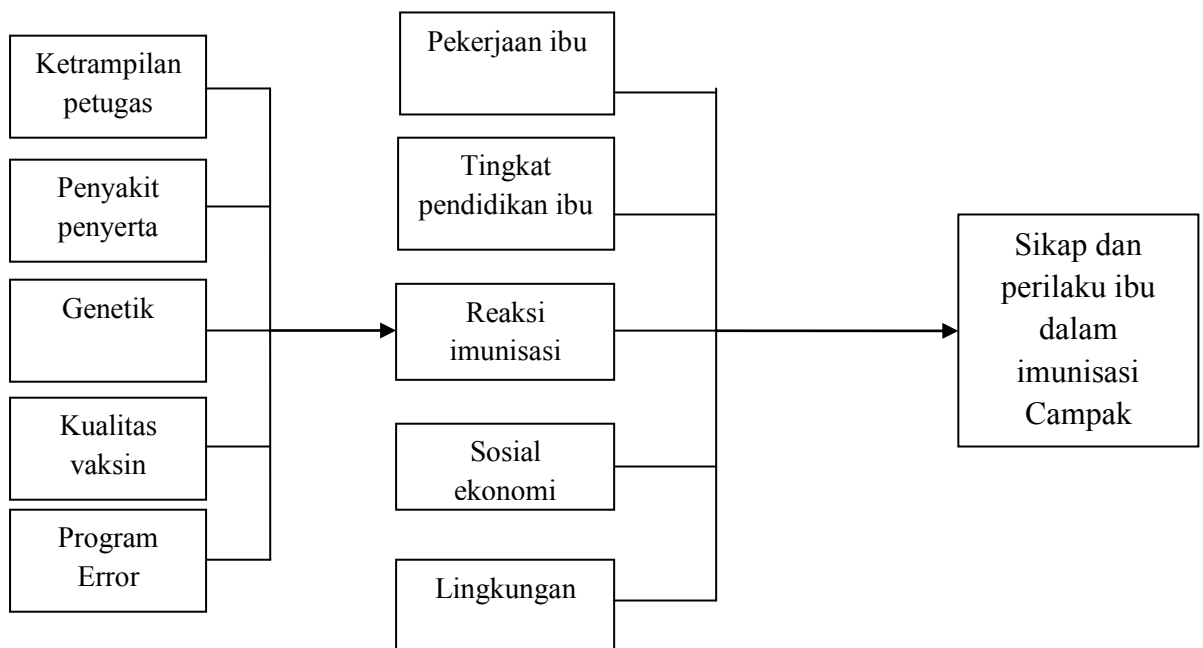 Ketrampilan
petugas
Penyakit
penyerta
Genetik
Kualitas
vaksin
Program
Error
Pekerjaan ibu
Tingkat
pendidikan ibu
Reaksi
imunisasi
Sosial
ekonomi
Lingkungan
Sikap dan
perilaku ibu
dalam
imunisasi
Campak